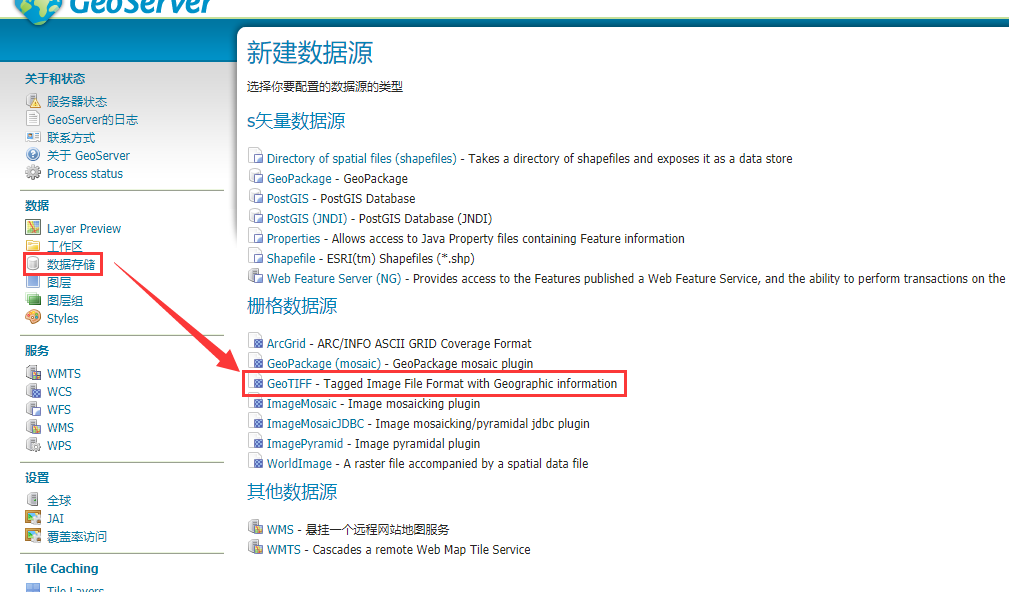 GeoServer
关于和状态
服务器状态
GeoServer的日志
联系方式
关于 GeoServer
Process status
数据
Layer Preview
工作区
数据存储
图层
图层组
Styles
服务
WMTS
WCS
WFS
WMS
WPS
设置
全球
JAI
覆盖率访问
Tile Caching
Tile Layers
新建数据源
选择你要配置的数据源的类型
s矢量数据源
Directory of spatial files (shapefiles) - Takes a directory of shapefiles and exposes it as a data store
GeoPackage - GeoPackage
PostGIS - PostGIS Database
PostGIS (JNDI) - PostGIS Database (JNDI)
Properties - Allows access to Java Property files containing Feature information
Shapefile - ESRI(tm) Shapefiles (*.shp)
Web Feature Server (NG) - Provides access to the Features published a Web Feature Service, and the ability to perform transactions on the
栅格数据源
ArcGrid - ARC/INFO ASCII GRID Coverage Format
GeoPackage (mosaic) - GeoPackage mosaic plugin
GeoTIFF - Tagged Image File Format with Geographic information
ImageMosaic - Image mosaicking plugin
ImageMosaicJDBC - Image mosaicking/pyramidal jdbc plugin
ImagePyramid - Image pyramidal plugin
WorldImage - A raster file accompanied by a spatial data file
其他数据源
WMS - 悬挂一个远程网站地图服务
WMTS - Cascades a remote Web Map Tile Service